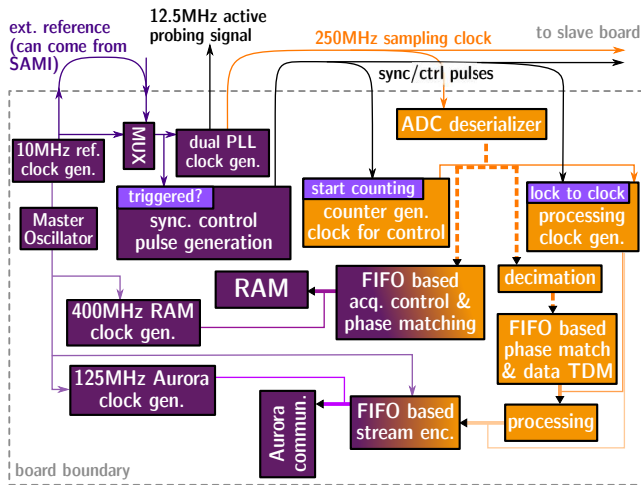 ext. reference
(can come from
SAMI)
12.5MHz active
probing signal
250MHz sampling clock
to slave board
sync/ctrl pulses
10MHz ref.
clock gen.
MUX
dual PLL
clock gen.
ADC deserializer
Master
Oscillator
triggered?
sync. control
pulse generation
start counting
counter gen.
clock for control
lock to clock
processing
clock gen.
RAM
FIFO based
acq. control &
phase matching
decimation
400MHz RAM
clock gen.
FIFO based
phase match
& data TDM
125MHz Aurora
clock gen.
Aurora
commun.
FIFO based
stream enc.
processing
board boundary